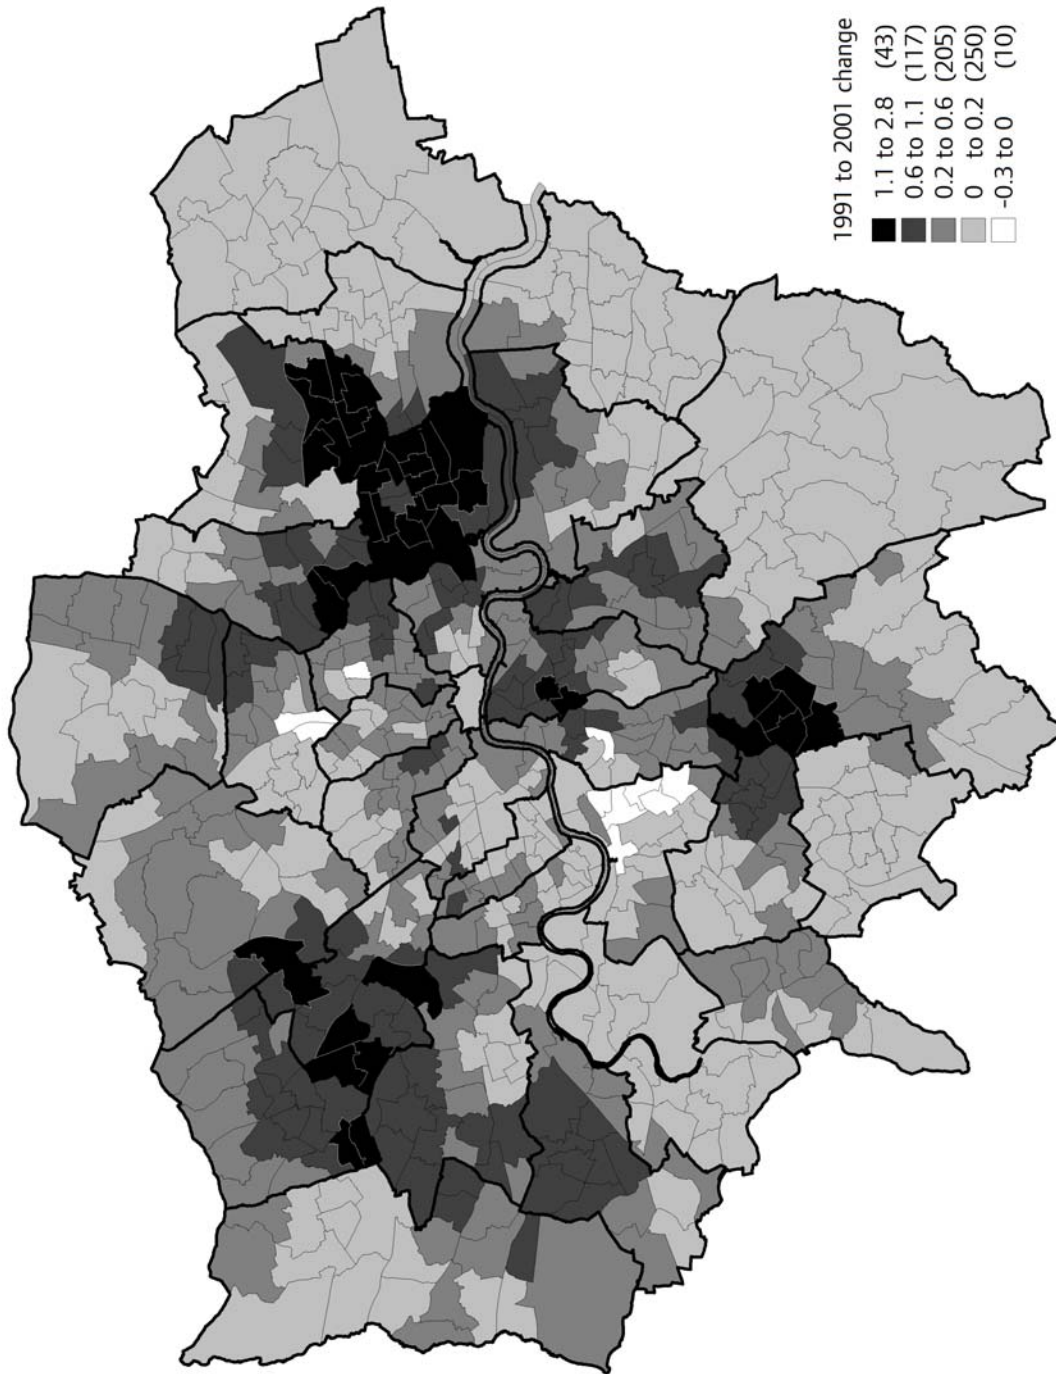 1991 to 2001 change
1.1 to 2.8 (43)
0.6 to 1.1 (117)
0.2 to 0.6 (205)
0 to 0.2 (250)
-0.3 to 0 (10)